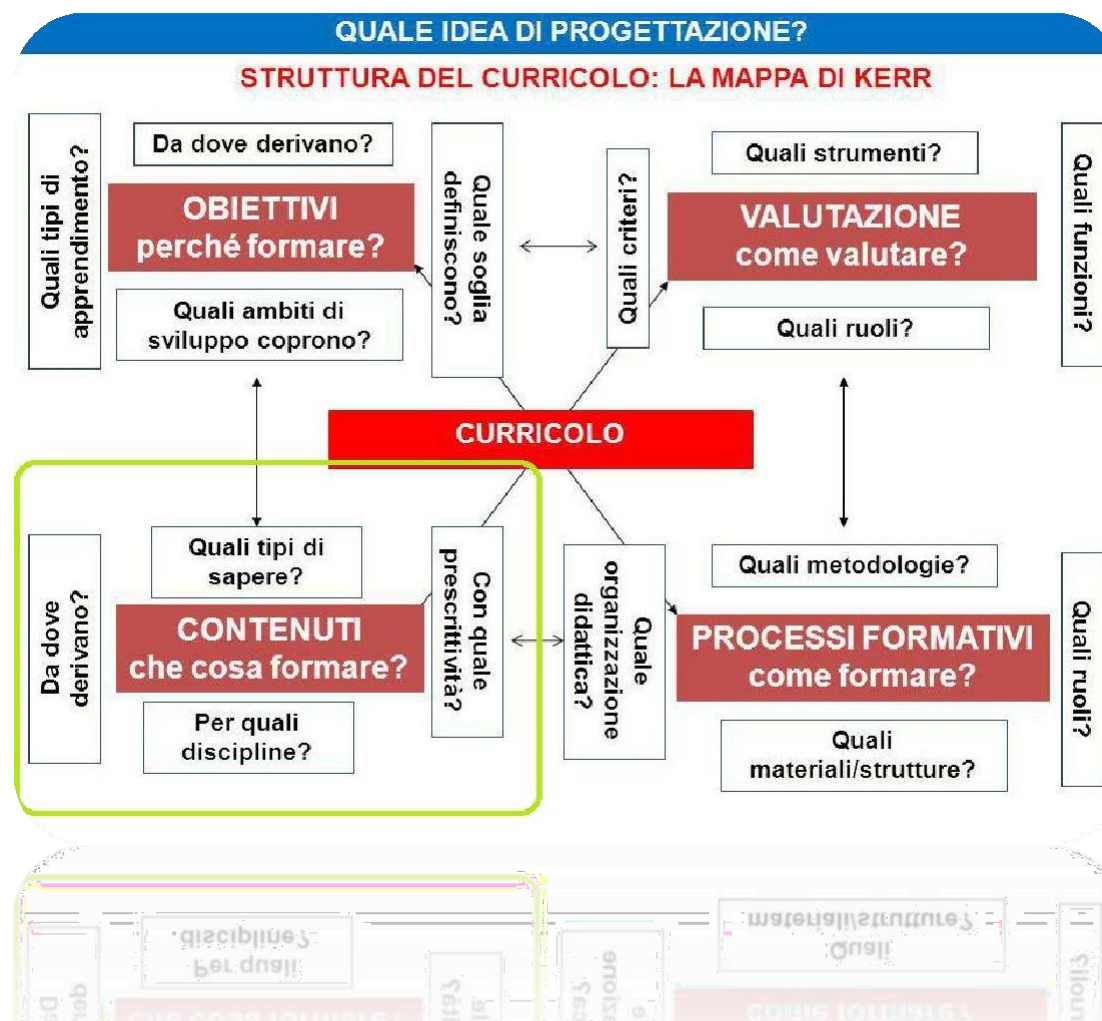 QUALE IDEA DI PROGETTAZIONE?
STRUTTURA DEL CURRICOLO: LA MAPPA DI KERR
Quali tipi di
apprendimento?
Da dove derivano?
OBIETTIVI
perché formare?
Quali ambiti di
sviluppo coprono?
Quale soglia
definiscono?
Quali criteri?
Quali strumenti?
VALUTAZIONE
come valutare?
Quali ruoli?
Quali funzioni?
CURRICOLO
Da dove
derivano?
Quali tipi di
sapere?
CONTENUTI
che cosa formare?
Per quali
discipline?
Con quale
prescrittività?
Quale
organizzazione
didattica?
Quali metodologie?
PROCESSI FORMATIVI
come formare?
Quali
materiali/strutture?
Quali ruoli?